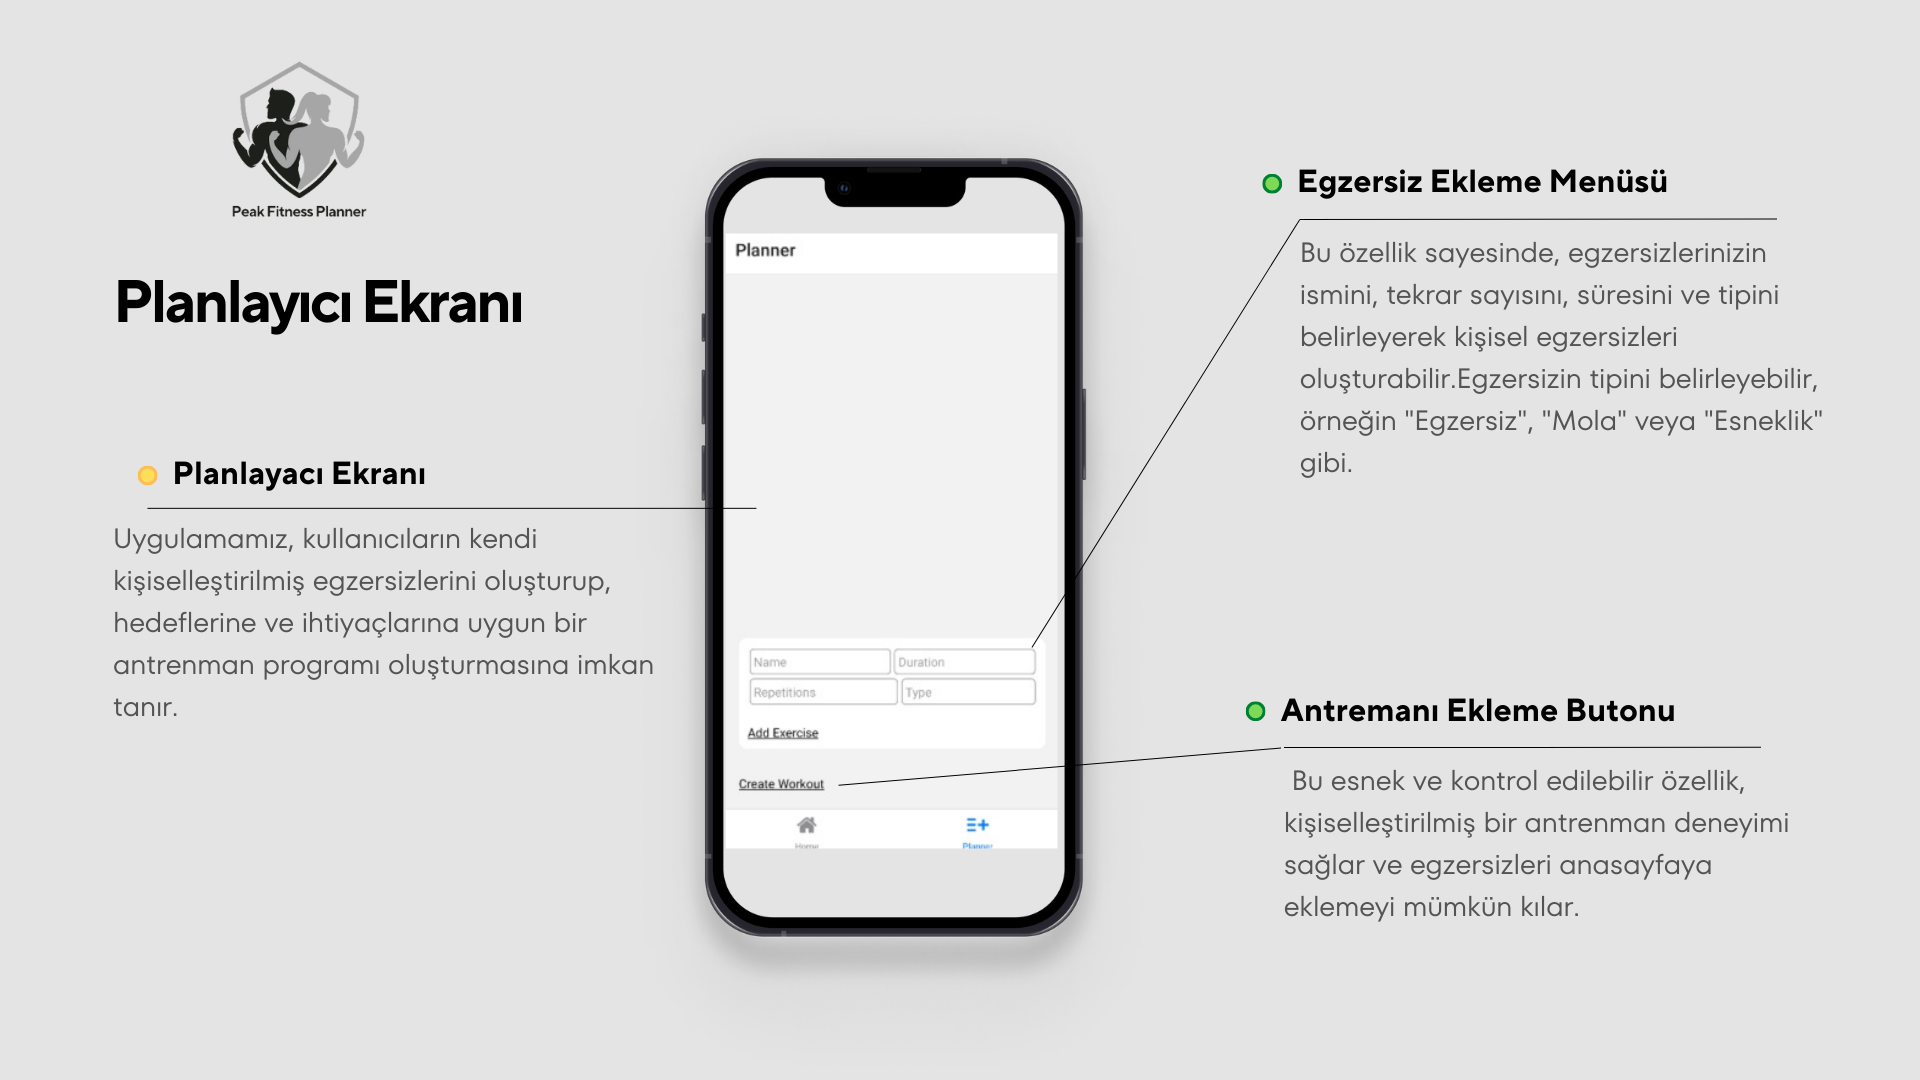 Peak Fitness Planner
Planlayıcı Ekranı
Planlayacı Ekranı
Uygulamamız, kullanıcıların kendi
kişiselleştirilmiş egzersizlerini oluşturup,
hedeflerine ve ihtiyaçlarına uygun bir
antrenman programı oluşturmasına imkan
tanır.
Planner
Name
Duration
Repetitions
Type
Add Exercise
Create Workout
Home
Planner
Egzersiz Ekleme Menüsü
Bu özellik sayesinde, egzersizlerinizin
ismini, tekrar sayısını, süresini ve tipini
belirleyerek kişisel egzersizleri
oluşturabilir.Egzersizin tipini belirleyebilir,
örneğin "Egzersiz", "Mola" veya "Esneklik"
gibi.
Antremanı Ekleme Butonu
Bu esnek ve kontrol edilebilir özellik,
kişiselleştirilmiş bir antrenman deneyimi
sağlar ve egzersizleri anasayfaya
eklemeyi mümkün kılar.